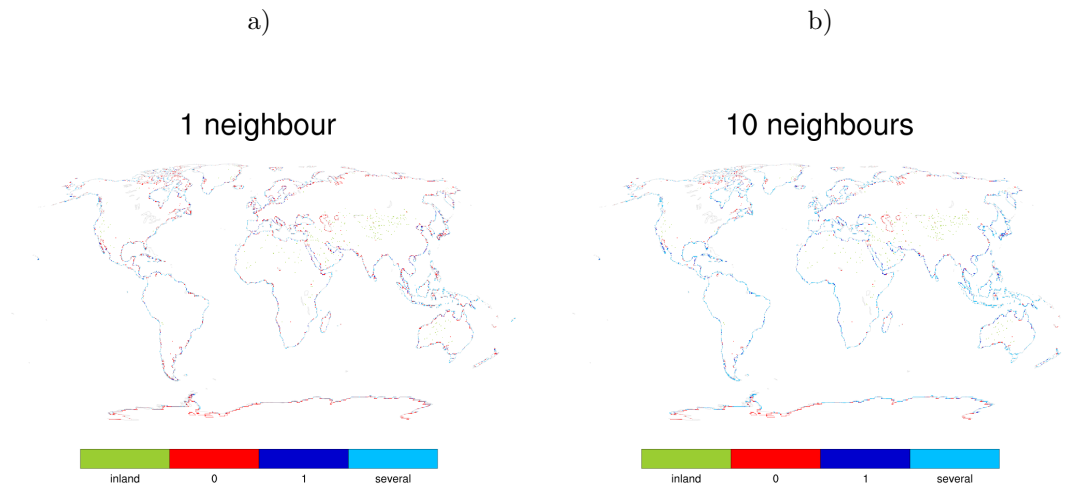 a)
b)
1 neighbour
10 neighbours
inland 0 1 several
inland 0 1 several